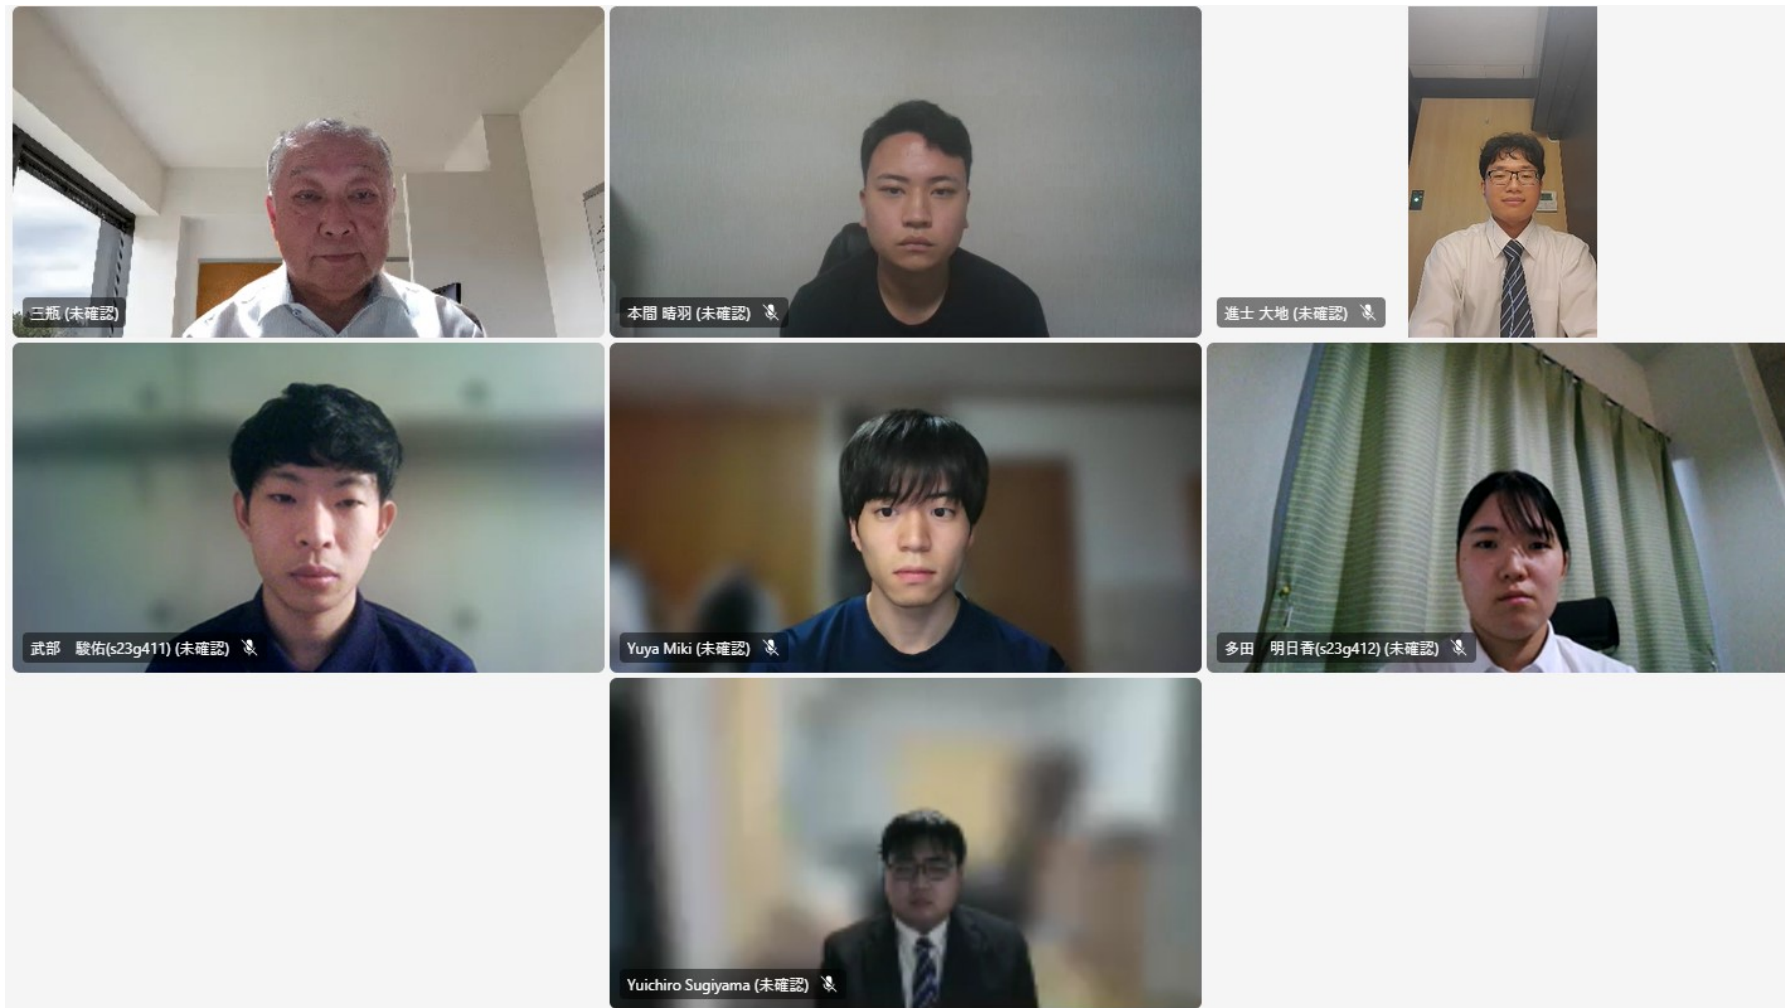 三瓶 (未確認)
本間 晴羽 (未確認)
進士 大地 (未確認)
武部　駿佑(s23g411) (未確認)
Yuya Miki (未確認)
多田　明日香(s23g412) (未確認)
Yuichiro Sugiyama (未確認)